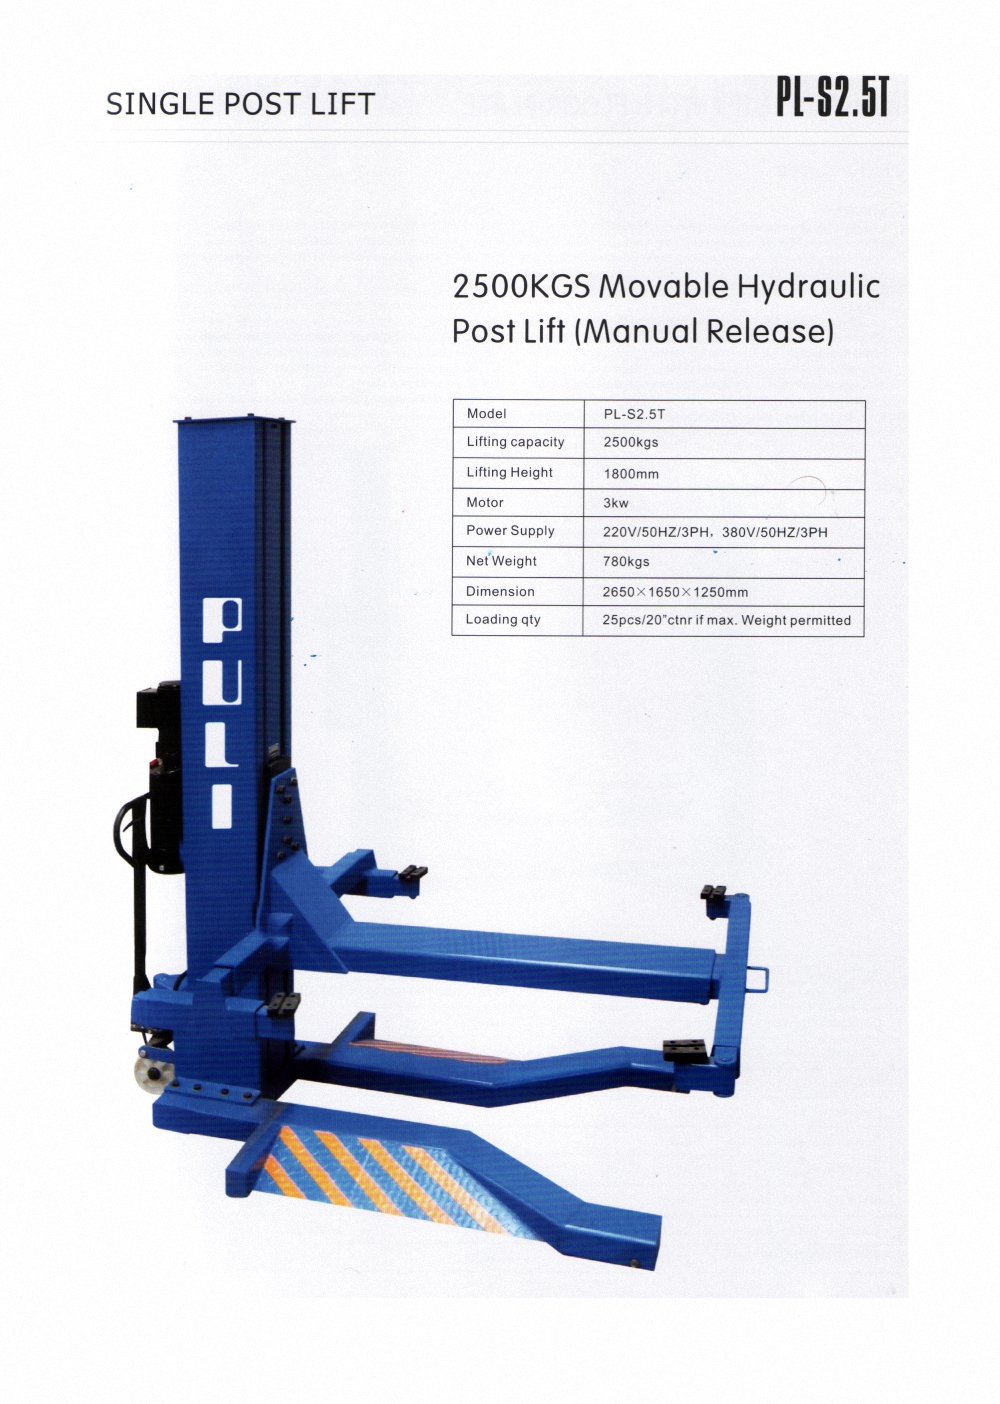 SINGLE POST LIFT
PL-S2.5T
2500KGS Movable Hydraulic
Post Lift (Manual Release)
Model PL-S2.5T
Lifting capacity 2500kgs
Lifting Height 1800mm
Motor 3kw
Power Supply 220V/50HZ/3PH, 380V/50HZ/3PH
Net Weight 780kgs
Dimension 2650×1650×1250mm
Loading qty 25pcs/20"ctnr if max. Weight permitted
PULI